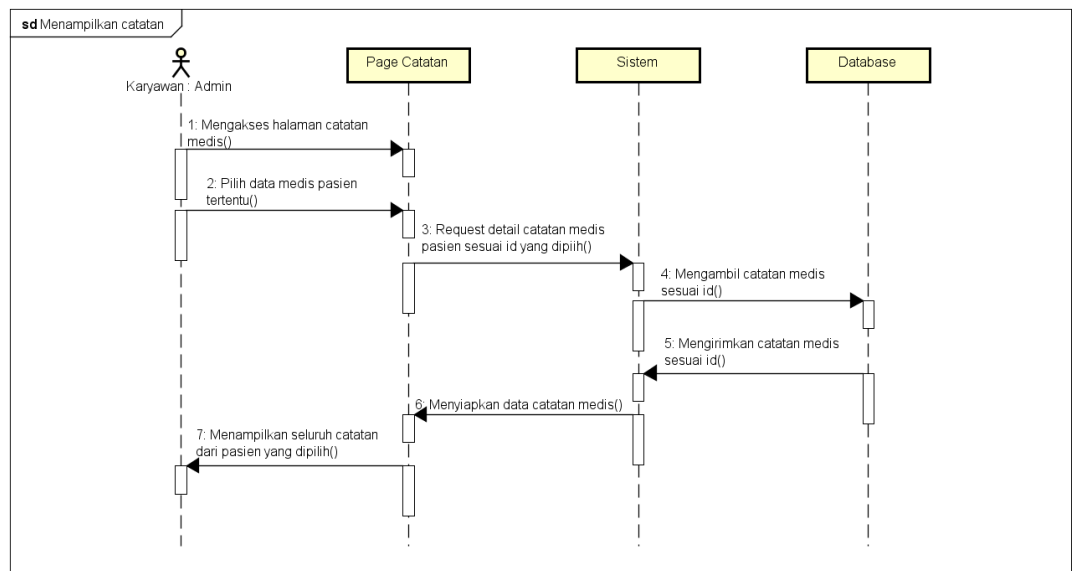 sd Menampilkan catatan
Karyawan : Admin
Page Catatan
Sistem
Database
1: Mengakses halaman catatan
medis()
2: Pilih data medis pasien
tertentu()
3: Request detail catatan medis
pasien sesuai id yang dipiih()
4: Mengambil catatan medis
sesuai id()
5: Mengirimkan catatan medis
sesuai id()
6: Menyiapkan data catatan medis()
7: Menampilkan seluruh catatan
dari pasien yang dipilih()